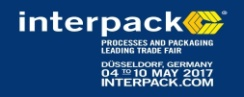 interpack
PROCESSES AND PACKAGING
LEADING TRADE FAIR
DÜSSELDORF, GERMANY
04 TO 10 MAY 2017
INTERPACK.COM